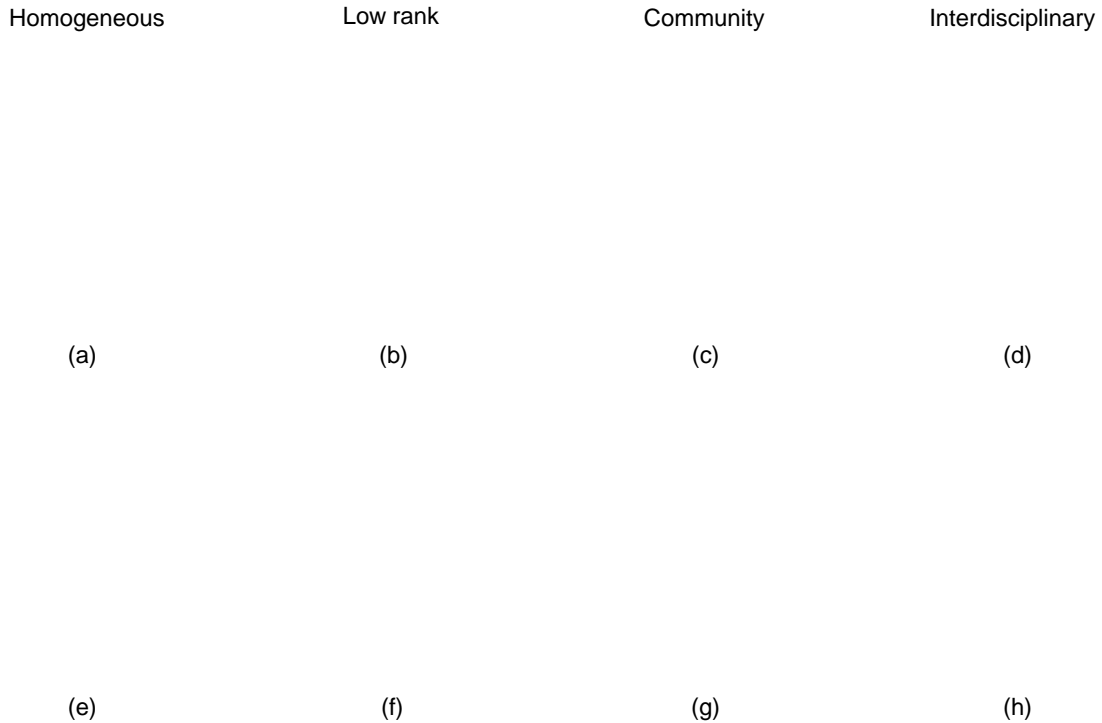 Homogeneous Low rank Community Interdisciplinary
(a) (b) (c) (d)
(e) (f) (g) (h)